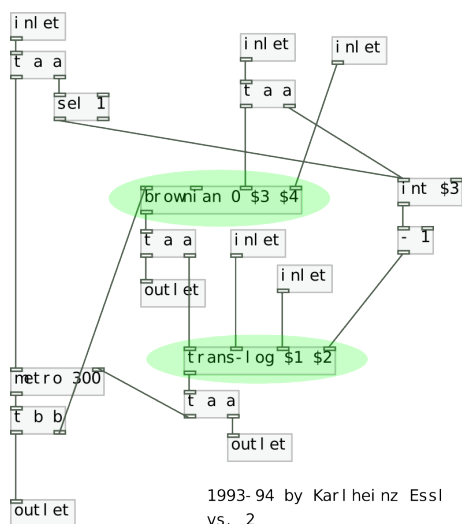 inlet
inlet
inlet
t a a
t a a
sel 1
int $3
brownian 0 $3 $4
- 1
t a a
inlet
inlet
outlet
trans-log $1 $2
metro 300
t a a
t b b
outlet
1993-94 by Karlheinz Essl
outlet
vs. 2